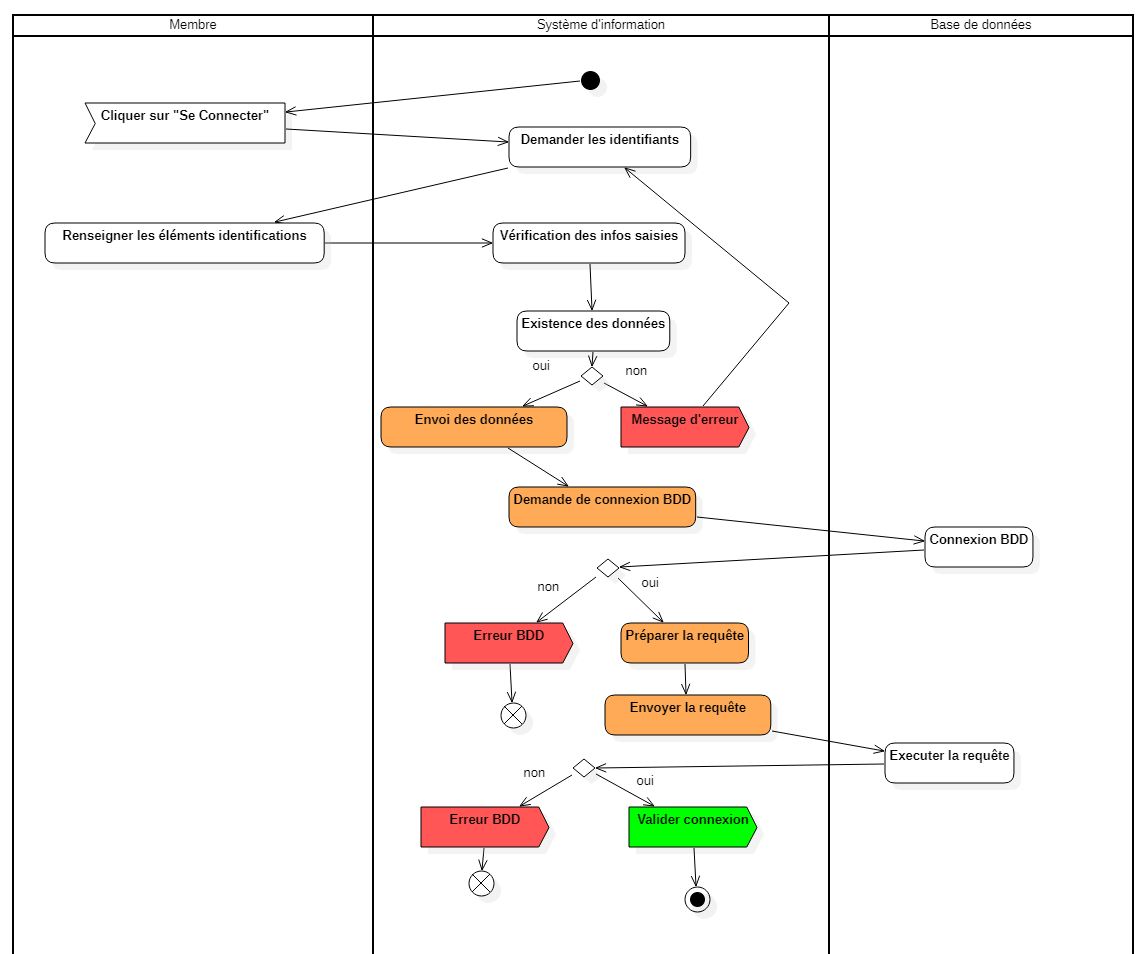 Membre
Système d'information
Base de données
Cliquer sur "Se Connecter"
Demander les identifiants
Renseigner les éléments identifications
Vérification des infos saisies
Existence des données
oui
non
Envoi des données
Message d'erreur
Demande de connexion BDD
Connexion BDD
non
oui
Erreur BDD
Préparer la requête
Envoyer la requête
Executer la requête
non
oui
Erreur BDD
Valider connexion